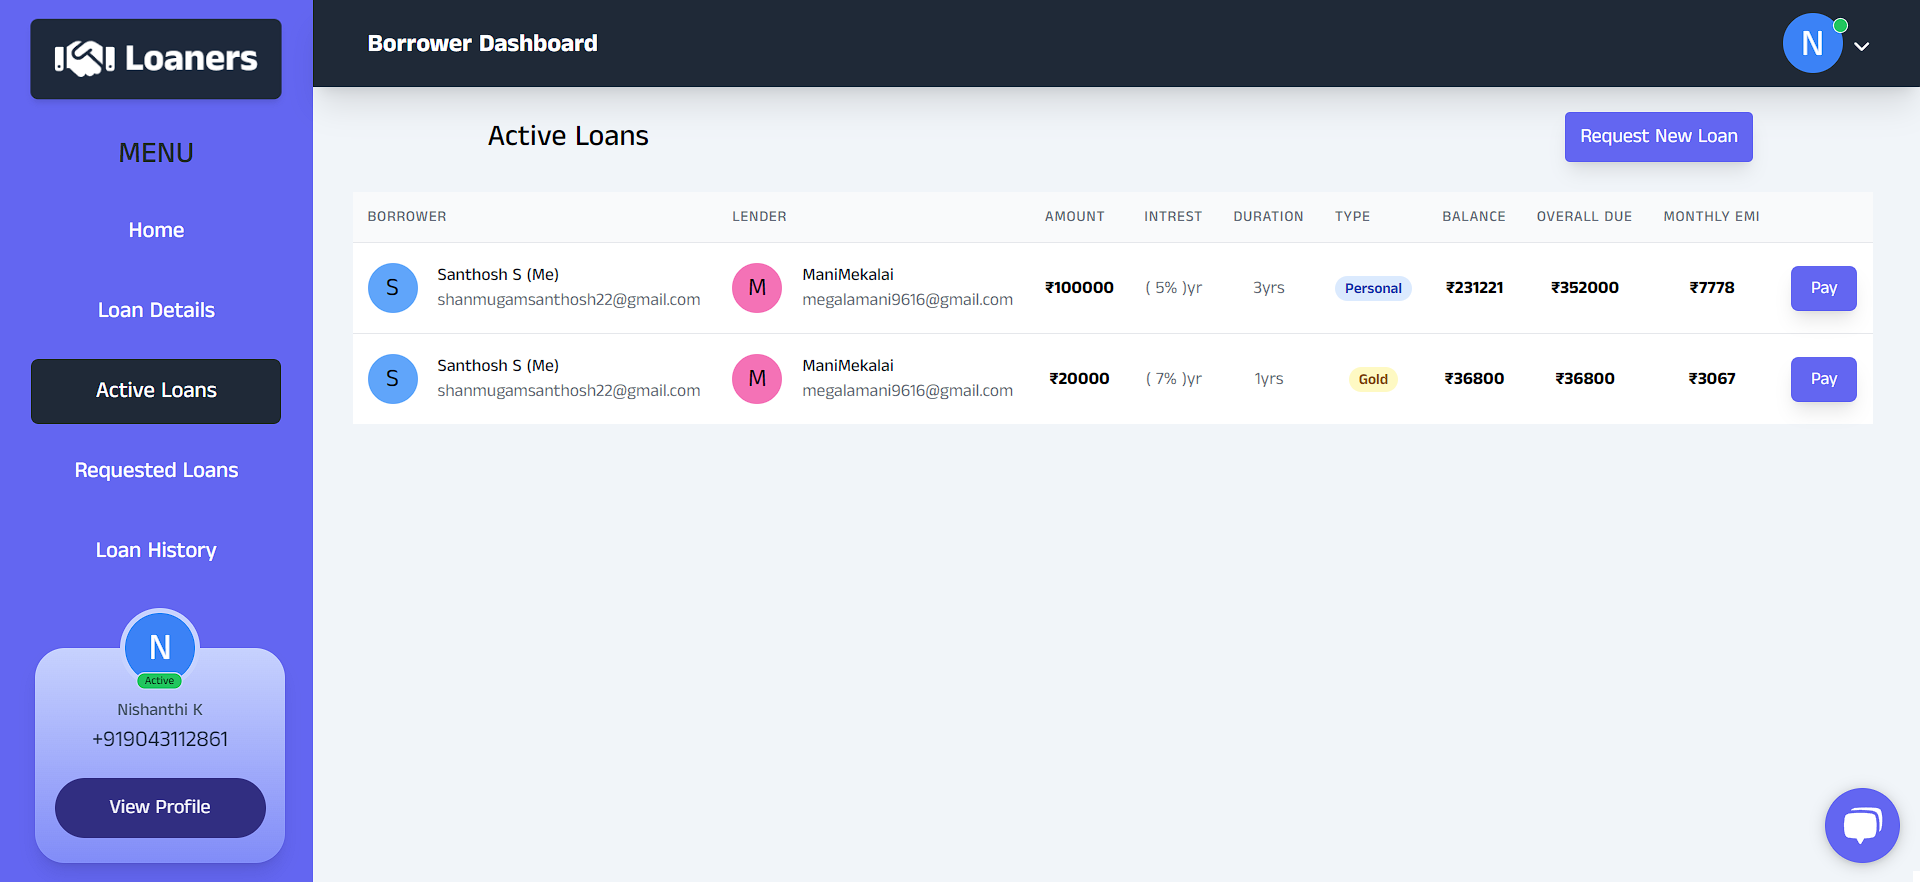 Loaners
MENU
Home
Loan Details
Active Loans
Requested Loans
Loan History
N
Active
Nishanthi K
+919043112861
View Profile
Borrower Dashboard
N
Active Loans
Request New Loan
BORROWER LENDER AMOUNT INTREST DURATION TYPE BALANCE OVERALL DUE MONTHLY EMI
S Santhosh S (Me) shanmugamsanthosh22@gmail.com M ManiMekalai megalamani9616@gmail.com ₹100000 ( 5% )yr 3yrs Personal ₹231221 ₹352000 ₹7778 Pay
S Santhosh S (Me) shanmugamsanthosh22@gmail.com M ManiMekalai megalamani9616@gmail.com ₹20000 ( 7% )yr 1yrs Gold ₹36800 ₹36800 ₹3067 Pay